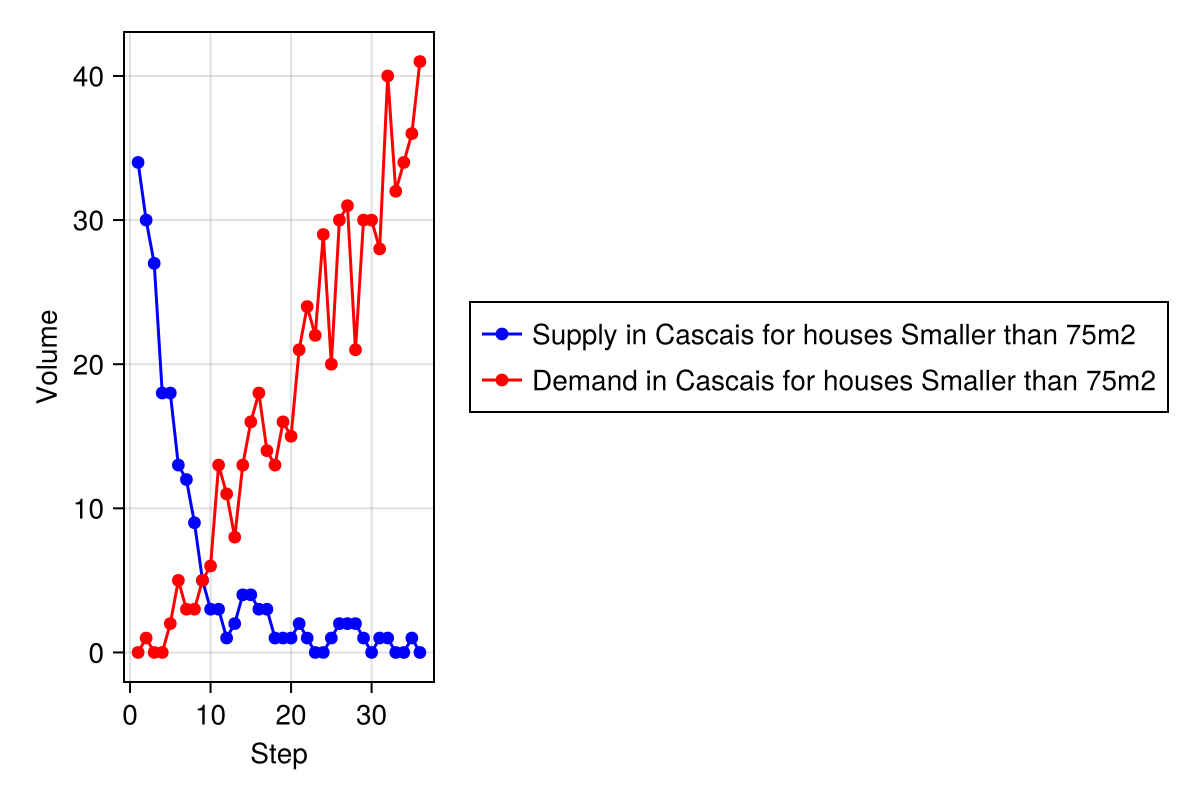 Volume
40
30
20
10
0
0 10 20 30
Step
Supply in Cascais for houses Smaller than 75m2
Demand in Cascais for houses Smaller than 75m2